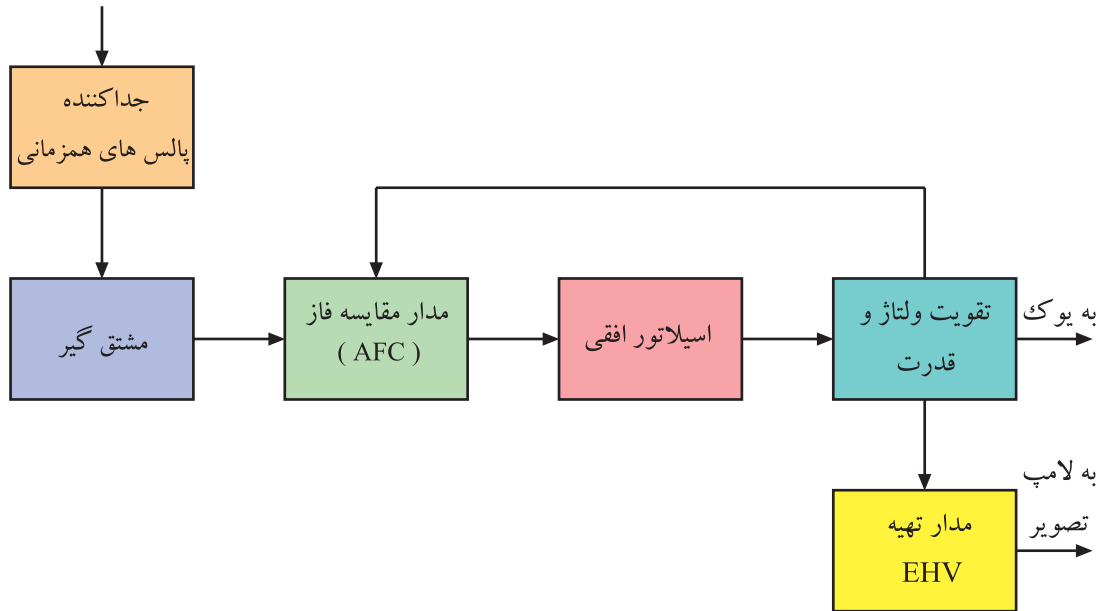 جداکننده
پالس های همزمانی
مشتق گیر
مدار مقایسه فاز
( AFC )
اسیلاتور افقی
تقویت ولتاژ و
قدرت
به یوک
مدار تهیه
EHV
به لامپ
تصویر